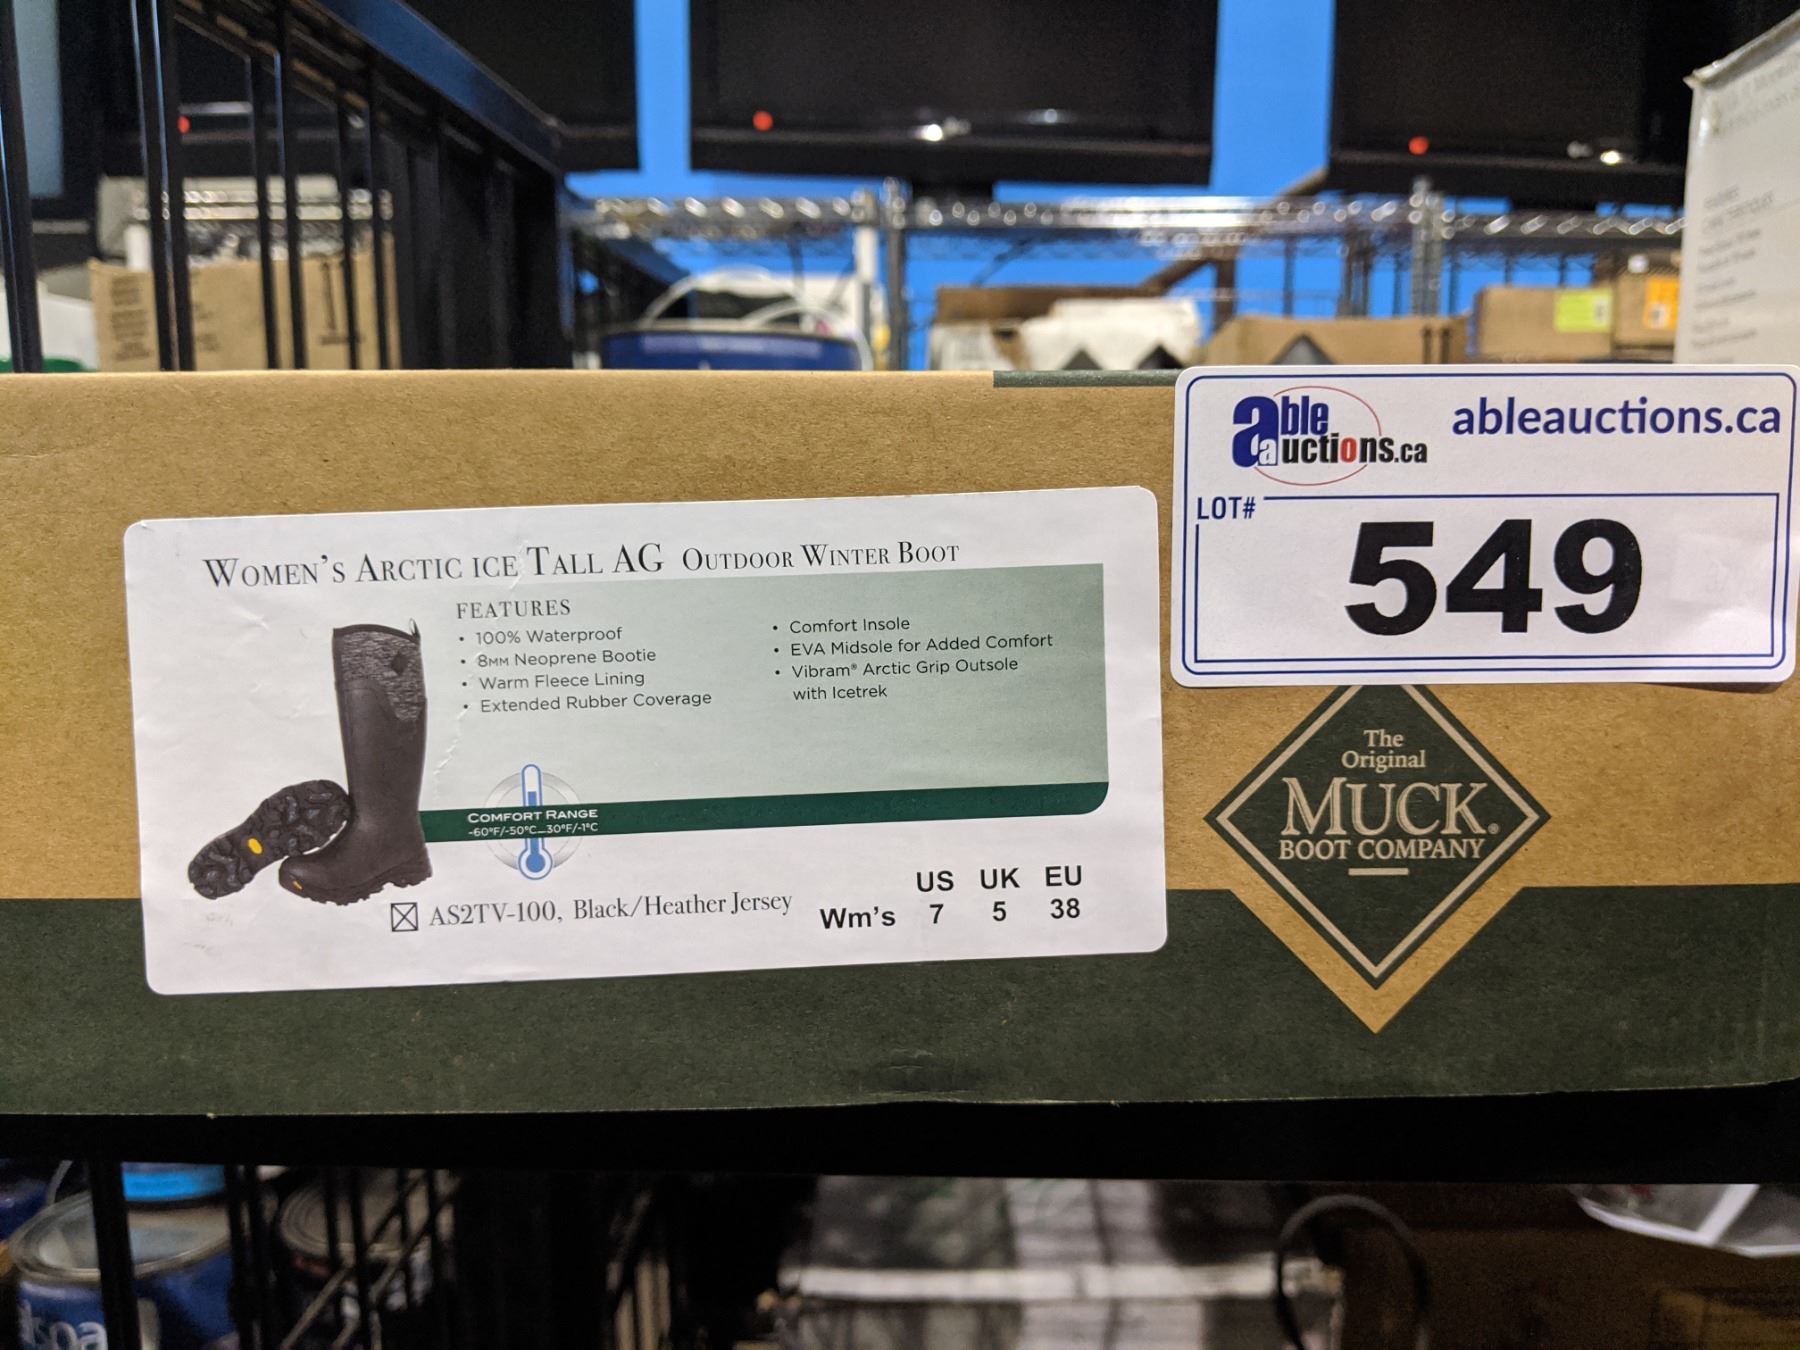 WOMEN'S ARCTIC ICE TALL AG OUTDOOR WINTER BOOT
FEATURES
• 100% Waterproof
• 8MM Neoprene Bootie
• Warm Fleece Lining
• Extended Rubber Coverage
• Comfort Insole
• EVA Midsole for Added Comfort
• Vibram® Arctic Grip Outsole
with Icetrek
COMFORT RANGE
-60°F/-50°C—30°F/-1°C
AS2TV-100, Black/Heather Jersey
US UK EU
Wm's 7 5 38
able auctions.ca
ableauctions.ca
LOT#
549
The
Original
MUCK®
BOOT COMPANY